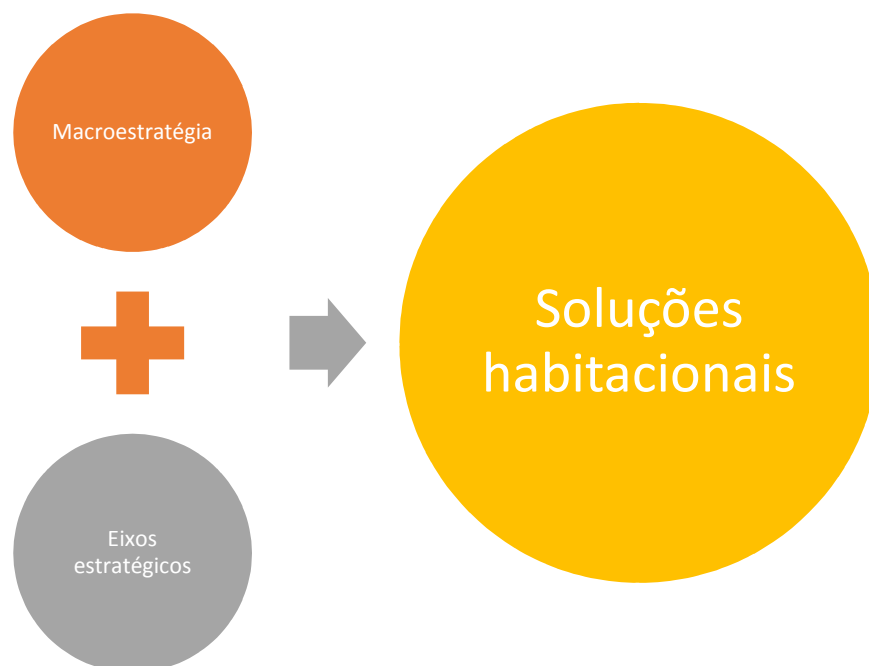 Macroestratégia
Soluções
habitacionais
Eixos
estratégicos